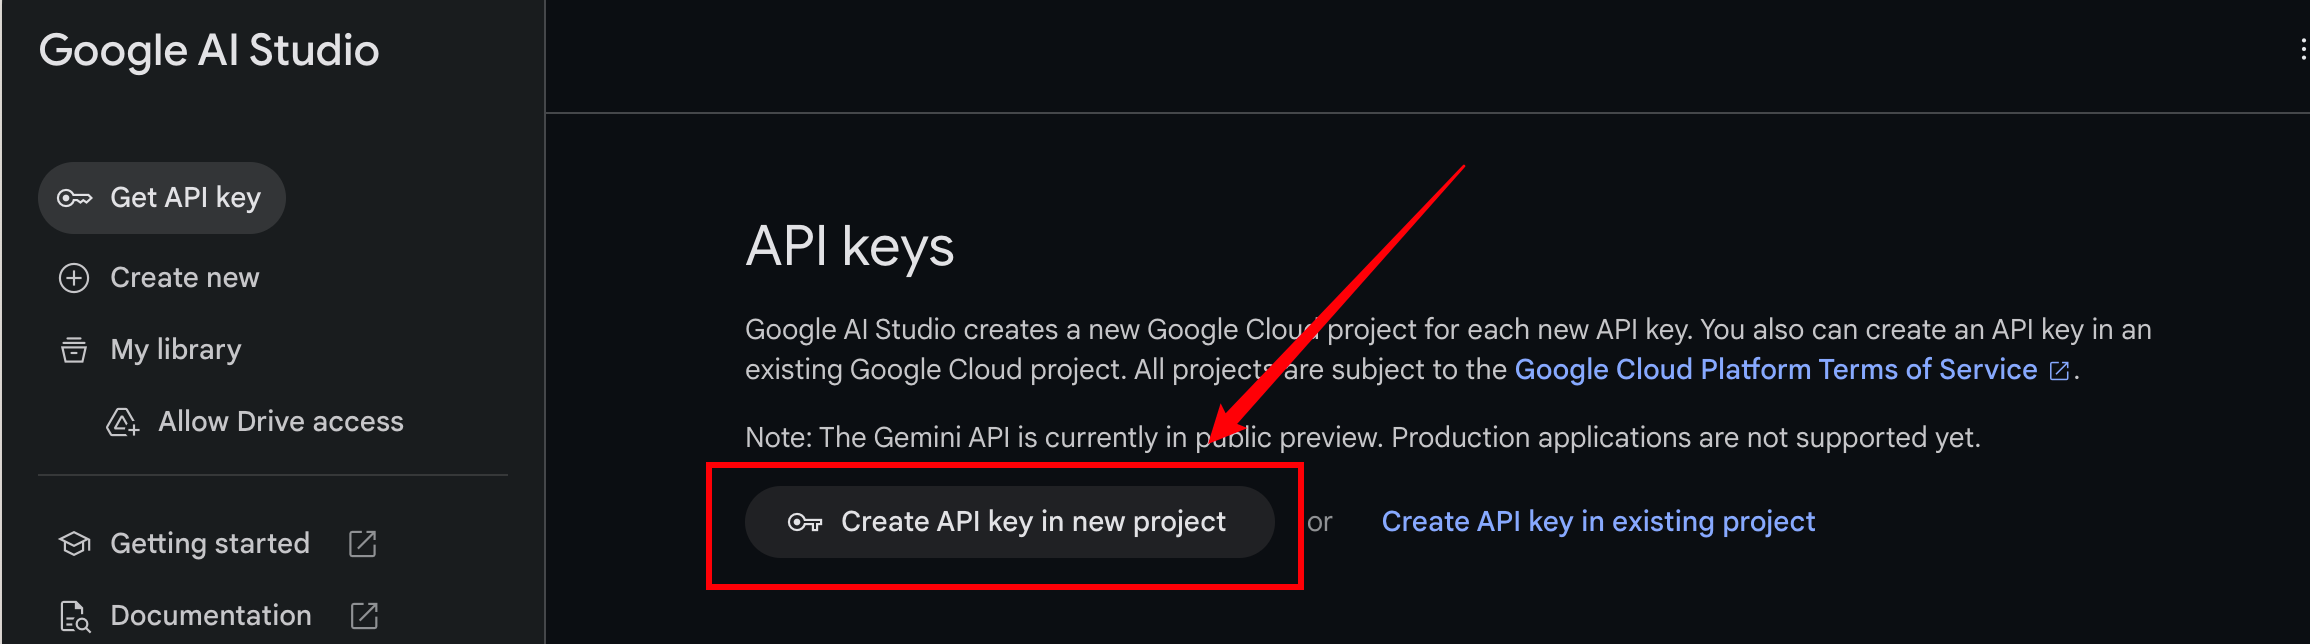 Google AI Studio
Get API key
Create new
My library
Allow Drive access
Getting started
Documentation
API keys
Google AI Studio creates a new Google Cloud project for each new API key. You also can create an API key in an
existing Google Cloud project. All projects are subject to the Google Cloud Platform Terms of Service.
Note: The Gemini API is currently in public preview. Production applications are not supported yet.
Create API key in new project or Create API key in existing project